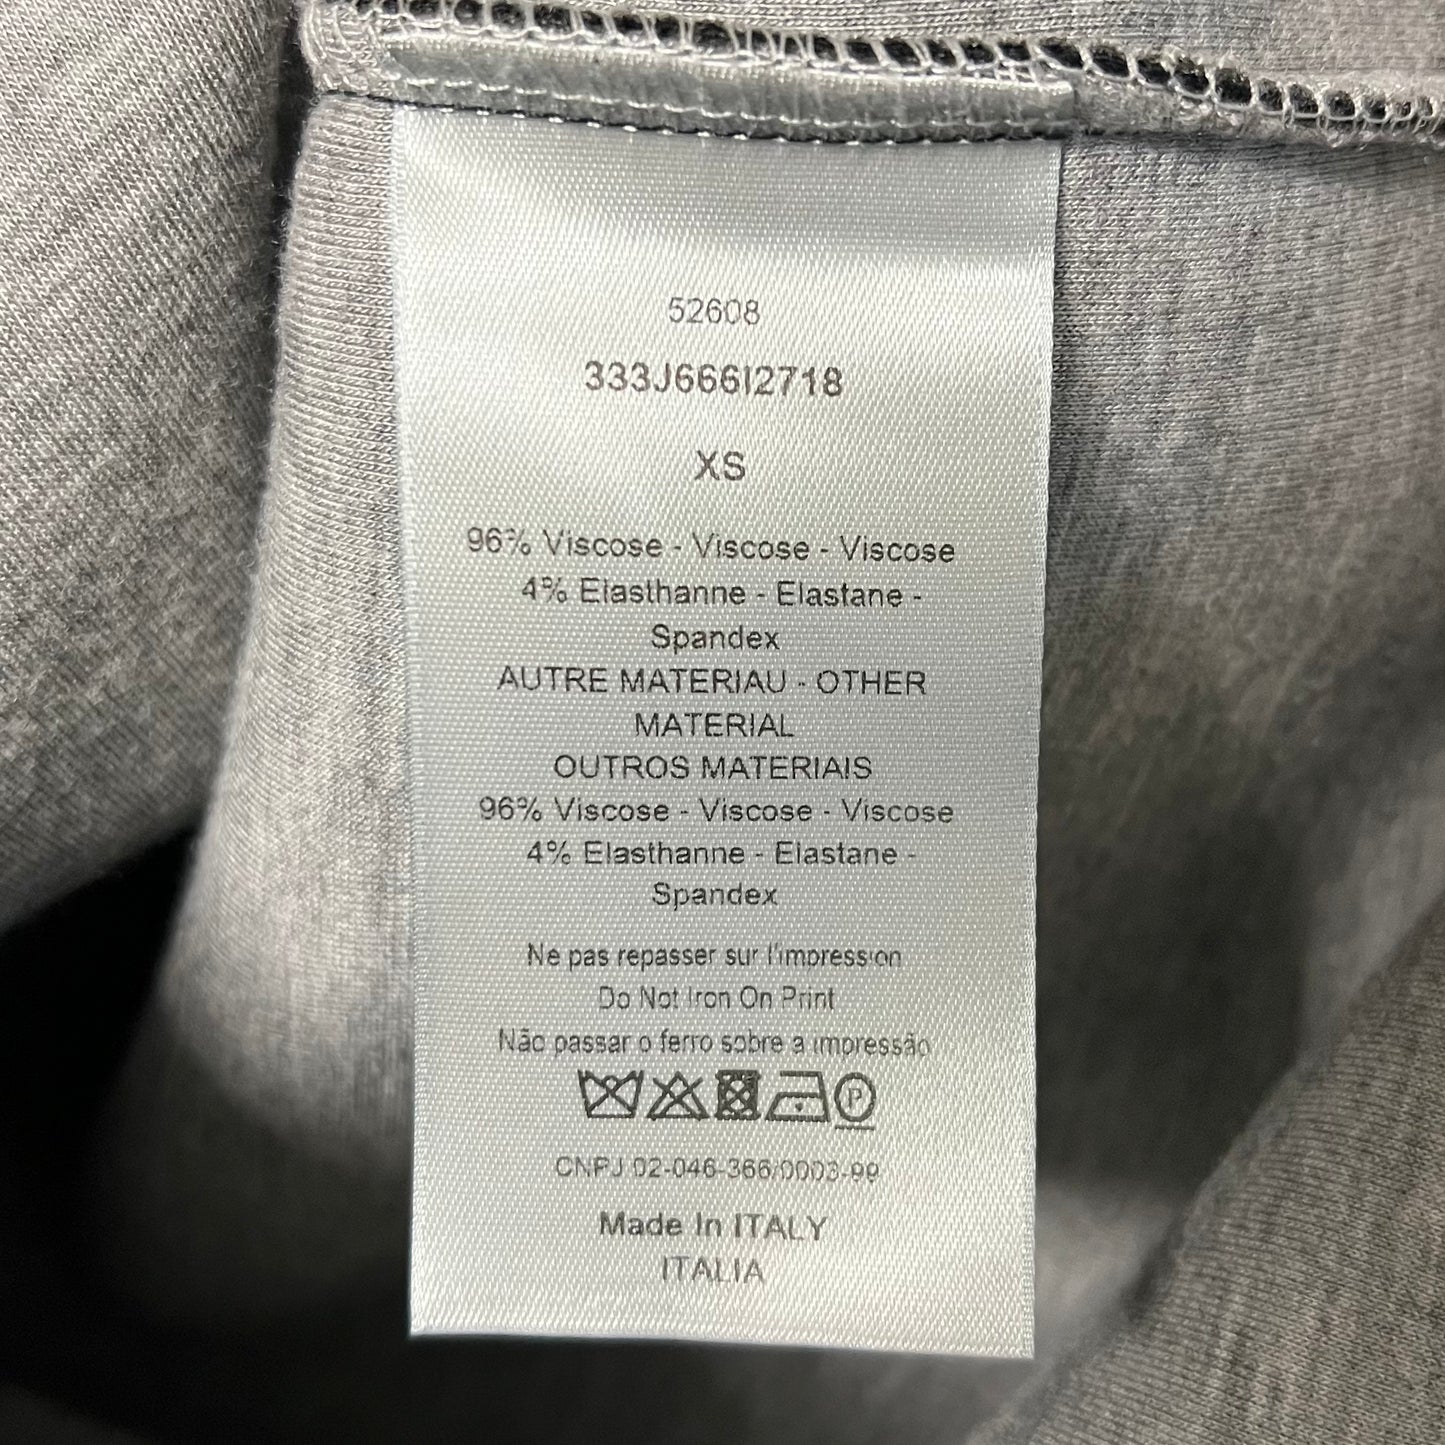 52608
333J666I2718
XS
96% Viscose - Viscose - Viscose
4% Elasthanne - Elastane -
Spandex
AUTRE MATERIAU - OTHER
MATERIAL
OUTROS MATERIAIS
96% Viscose - Viscose - Viscose
4% Elasthanne - Elastane -
Spandex
Ne pas repasser sur l'impression
Do Not Iron On Print
Não passar o ferro sobre a impressão
P
CNPJ 02-046-366/0003-99
Made In ITALY
ITALIA